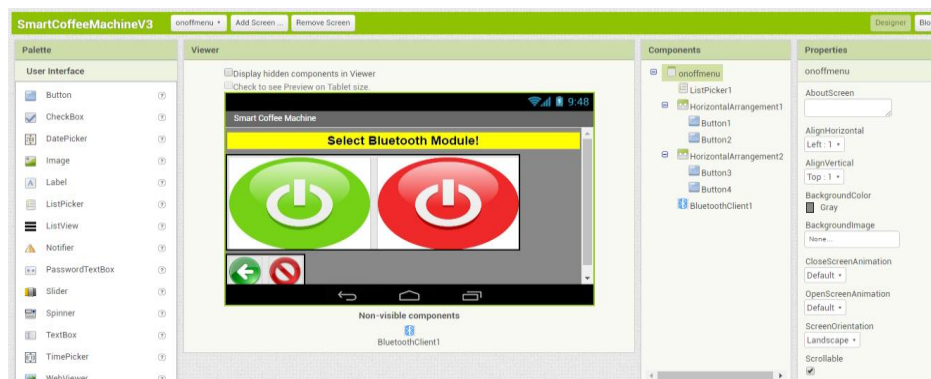 SmartCoffeeMachineV3
onoffmenu
Add Screen ...
Remove Screen
Designer
Blo
Palette
User Interface
Button
CheckBox
DatePicker
Image
Label
ListPicker
ListView
Notifier
PasswordTextBox
Slider
Spinner
TextBox
TimePicker
WebViewer
Viewer
Display hidden components in Viewer
Check to see Preview on Tablet size.
9:48
Smart Coffee Machine
Select Bluetooth Module!
Non-visible components
BluetoothClient1
Components
onoffmenu
ListPicker1
HorizontalArrangement1
Button1
Button2
HorizontalArrangement2
Button3
Button4
BluetoothClient1
Properties
onoffmenu
AboutScreen
AlignHorizontal
Left : 1
AlignVertical
Top : 1
BackgroundColor
Gray
BackgroundImage
None...
CloseScreenAnimation
Default
OpenScreenAnimation
Default
ScreenOrientation
Landscape
Scrollable